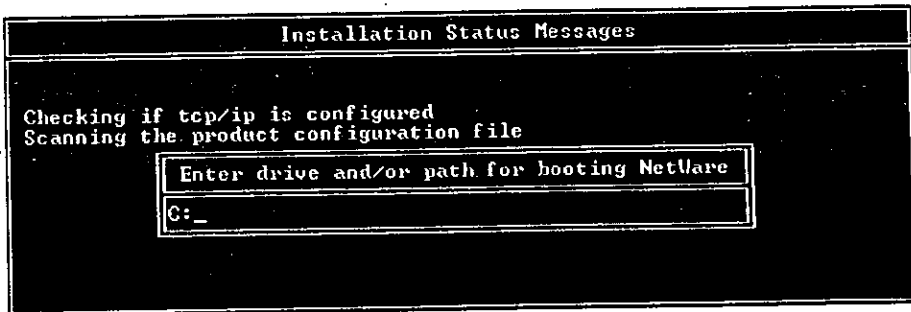 Installation Status Messages
Checking if tcp/ip is configured
Scanning the product configuration file
Enter drive and/or path for booting NetWare
C:_